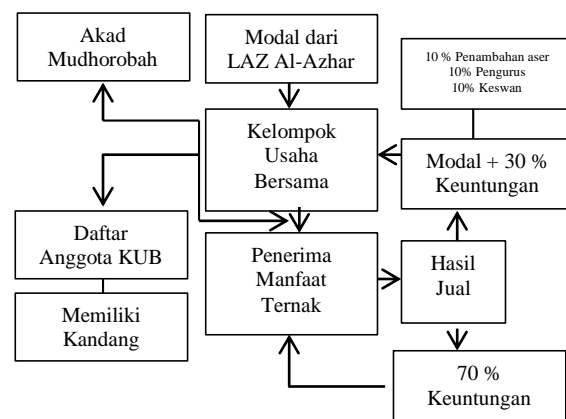 Akad
Mudhorobah
Modal dari
LAZ Al-Azhar
10 % Penambahan aser
10% Pengurus
10% Keswan
Kelompok
Usaha
Bersama
Modal + 30 %
Keuntungan
Daftar
Anggota KUB
Memiliki
Kandang
Penerima
Manfaat
Ternak
Hasil
Jual
70 %
Keuntungan